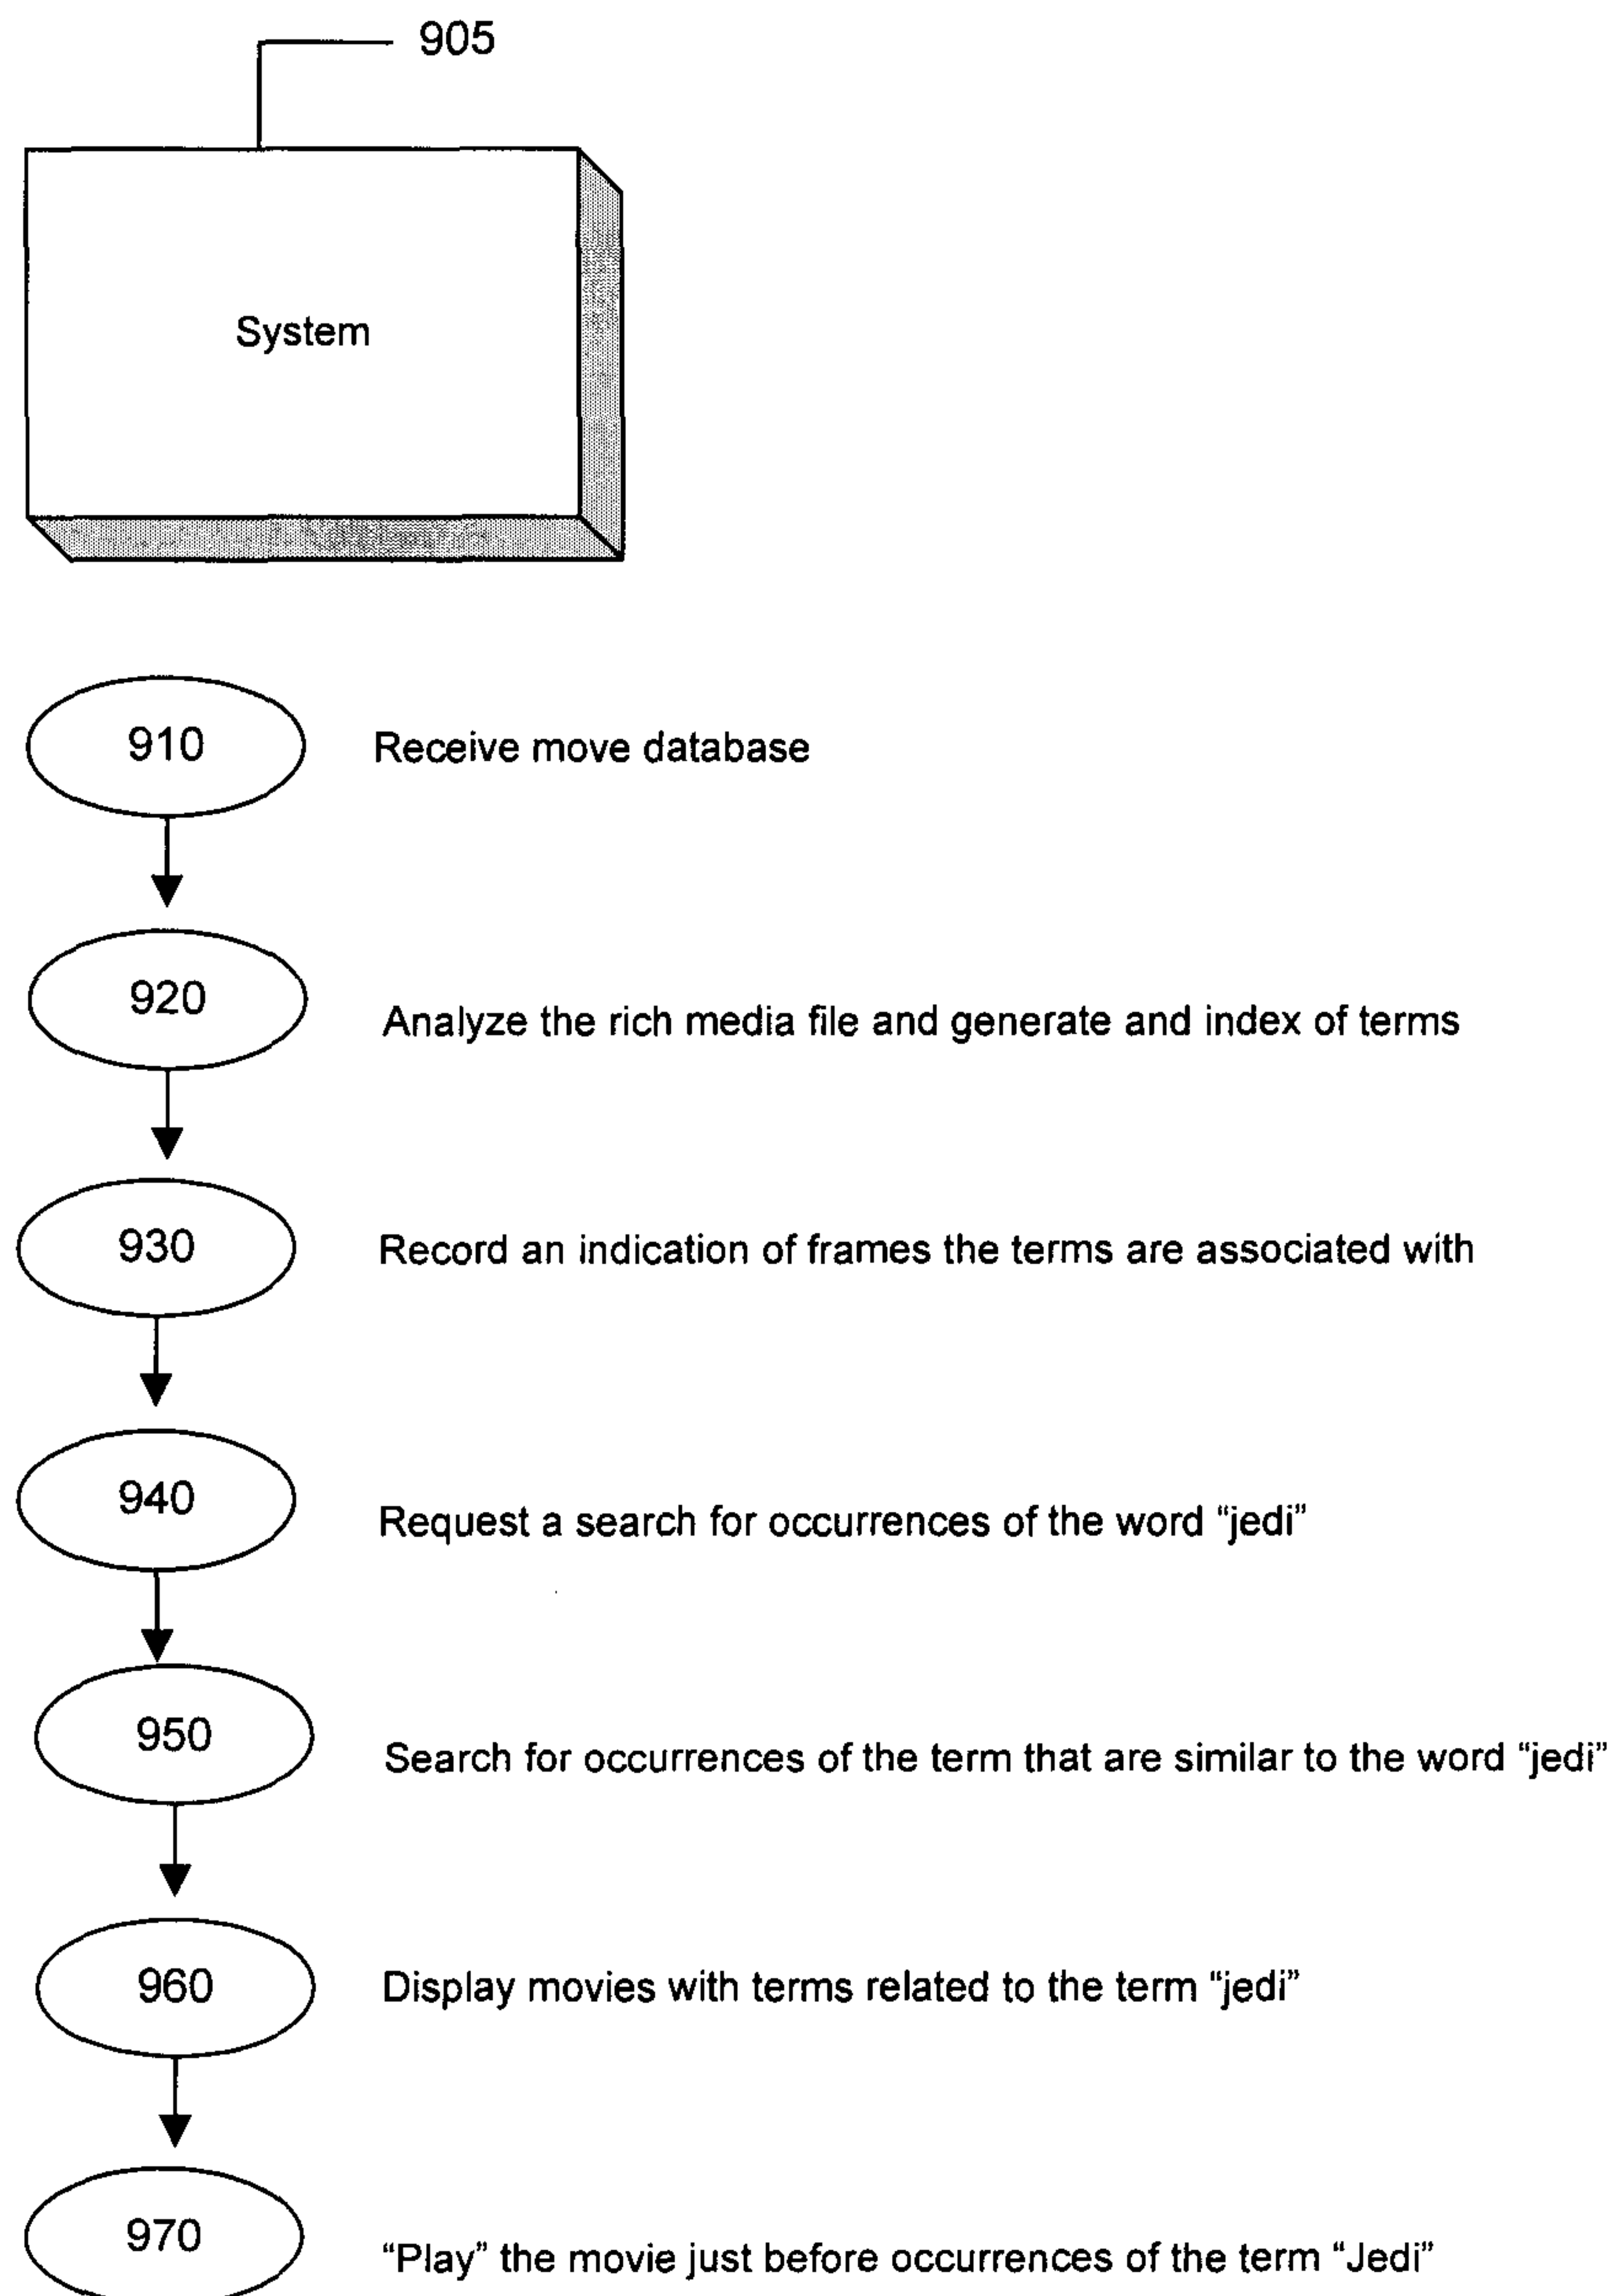 905
System
910 Receive move database
920 Analyze the rich media file and generate and index of terms
930 Record an indication of frames the terms are associated with
940 Request a search for occurrences of the word “jedi”
950 Search for occurrences of the term that are similar to the word “jedi”
960 Display movies with terms related to the term “jedi”
970 “Play” the movie just before occurrences of the term “Jedi”